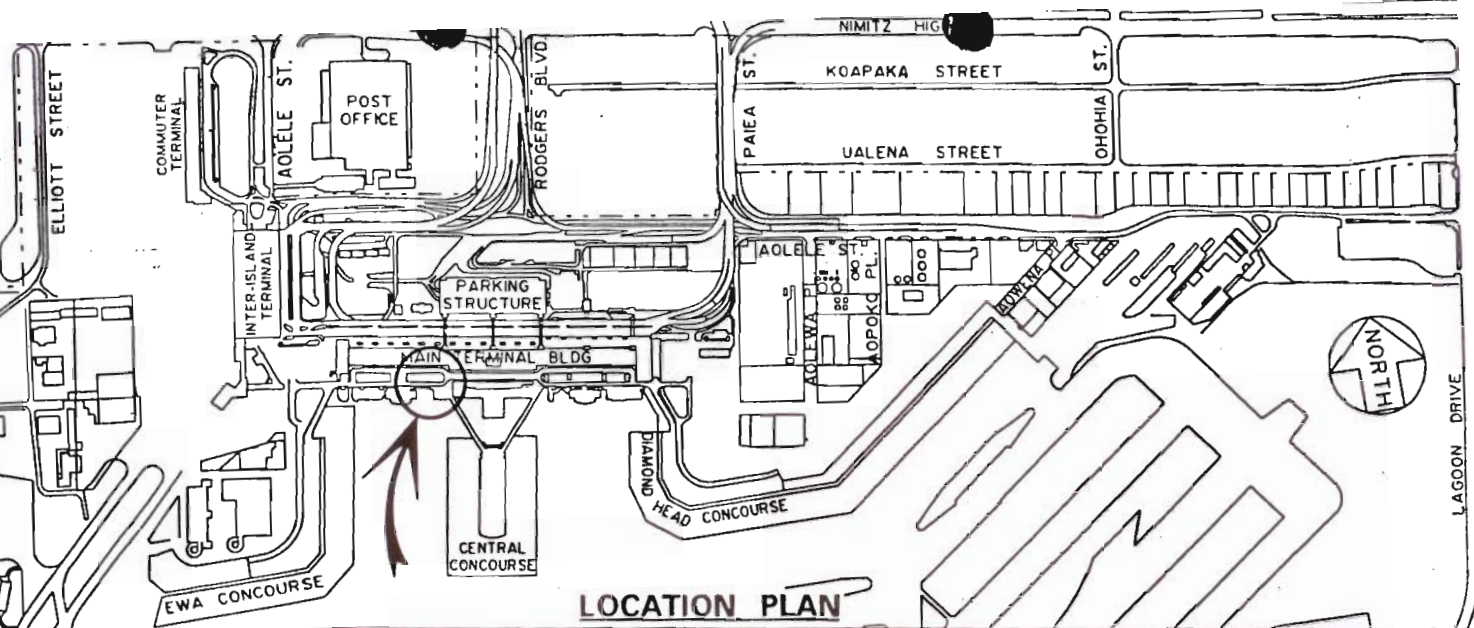 NIMITZ HIG
KOAPAKA STREET
UALENA STREET
ELLIOTT STREET
COMMUTER
TERMINAL
AOLELE ST.
POST
OFFICE
RODGERS BLVD.
PAIEA ST.
OHOHIA ST.
INTER-ISLAND
TERMINAL
PARKING
STRUCTURE
MAIN TERMINAL BLDG
AOLELE ST.
AOLEWA P
AOPOKO PL.
AOWENA P
NORTH
LAGOON DRIVE
DIAMOND
HEAD CONCOURSE
CENTRAL
CONCOURSE
EWA CONCOURSE
LOCATION PLAN